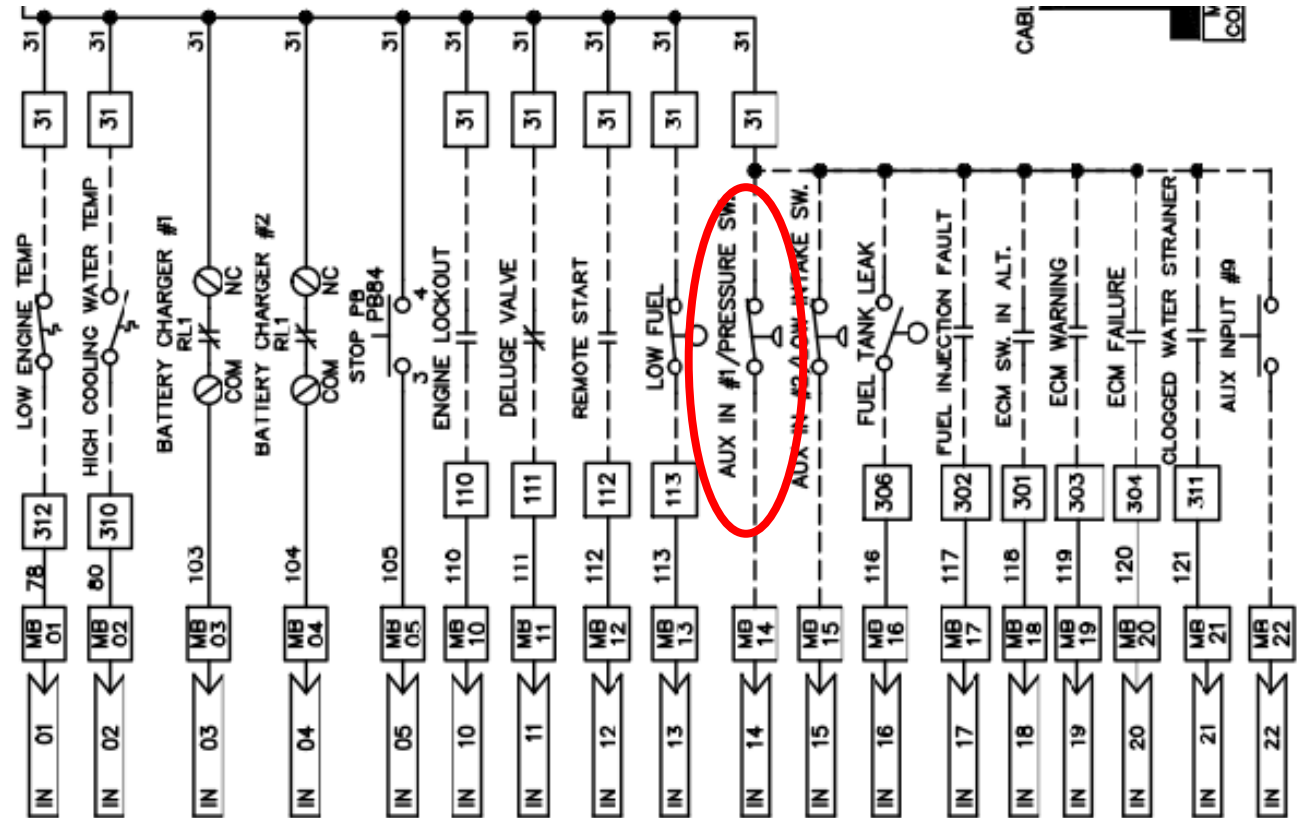 31 31 31 31 31 31 31 31 31 31
CABL
M
CO
31 31 31 31 31 31 31
LOW ENGINE TEMP
HIGH COOLING WATER TEMP
BATTERY CHARGER #1
RL1
COM NC
BATTERY CHARGER #2
RL1
COM NC
STOP PB
PB84
3 4
ENGINE LOCKOUT
DELUGE VALVE
REMOTE START
LOW FUEL
AUX IN #1/PRESSURE SW.
AUX IN #2/LOW INTAKE SW.
FUEL TANK LEAK
FUEL INJECTION FAULT
ECM SW. IN ALT.
ECM WARNING
ECM FAILURE
CLOGGED WATER STRAINER
AUX INPUT #9
312 310 110 111 112 113 306 302 301 303 304 311
78 80 103 104 105 110 111 112 113 116 117 118 119 120 121
MB 01 MB 02 MB 03 MB 04 MB 05 MB 10 MB 11 MB 12 MB 13 MB 14 MB 15 MB 16 MB 17 MB 18 MB 19 MB 20 MB 21 MB 22
IN 01 IN 02 IN 03 IN 04 IN 05 IN 10 IN 11 IN 12 IN 13 IN 14 IN 15 IN 16 IN 17 IN 18 IN 19 IN 20 IN 21 IN 22